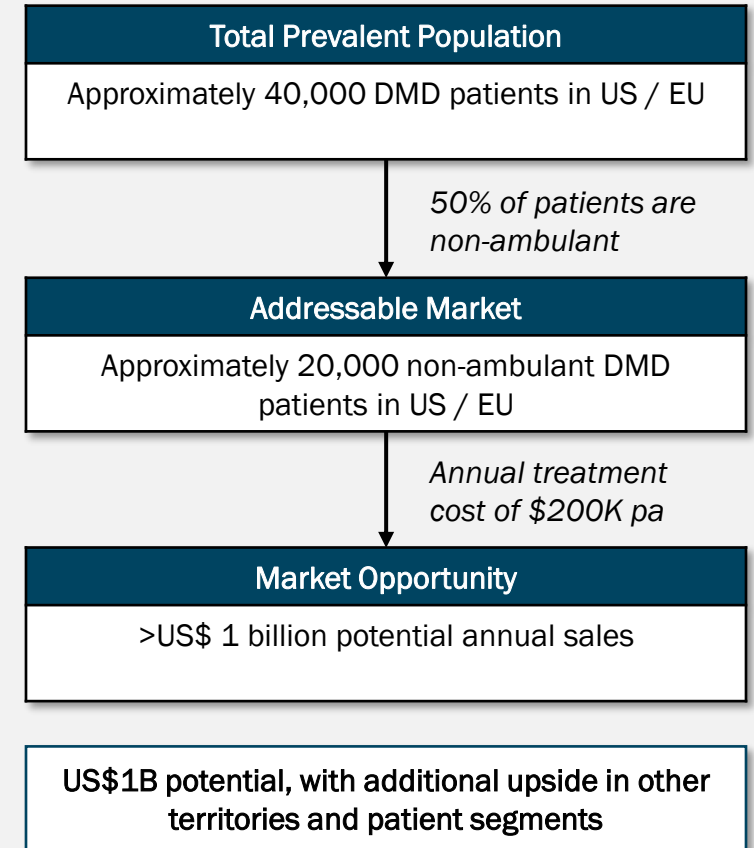 Total Prevalent Population
Approximately 40,000 DMD patients in US / EU
50% of patients are
non-ambulant
Addressable Market
Approximately 20,000 non-ambulant DMD
patients in US / EU
Annual treatment
cost of $200K pa
Market Opportunity
>US$ 1 billion potential annual sales
US$1B potential, with additional upside in other
territories and patient segments